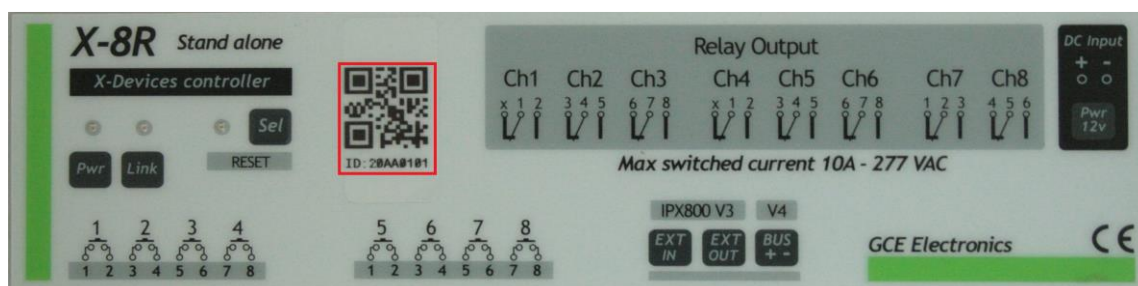 X-8R Stand alone
X-Devices controller
Sel
Pwr Link RESET
ID:20AA0101
Relay Output
Ch1 Ch2 Ch3 Ch4 Ch5 Ch6 Ch7 Ch8
x 1 2 3 4 5 6 7 8 x 1 2 3 4 5 6 7 8 1 2 3 4 5 6
Max switched current 10A - 277 VAC
DC Input
+ -
Pwr
12v
1 2 3 4 5 6 7 8
1 2 3 4 5 6 7 8 1 2 3 4 5 6 7 8
IPX800 V3 V4
EXT IN
EXT OUT
BUS + -
GCE Electronics
CE